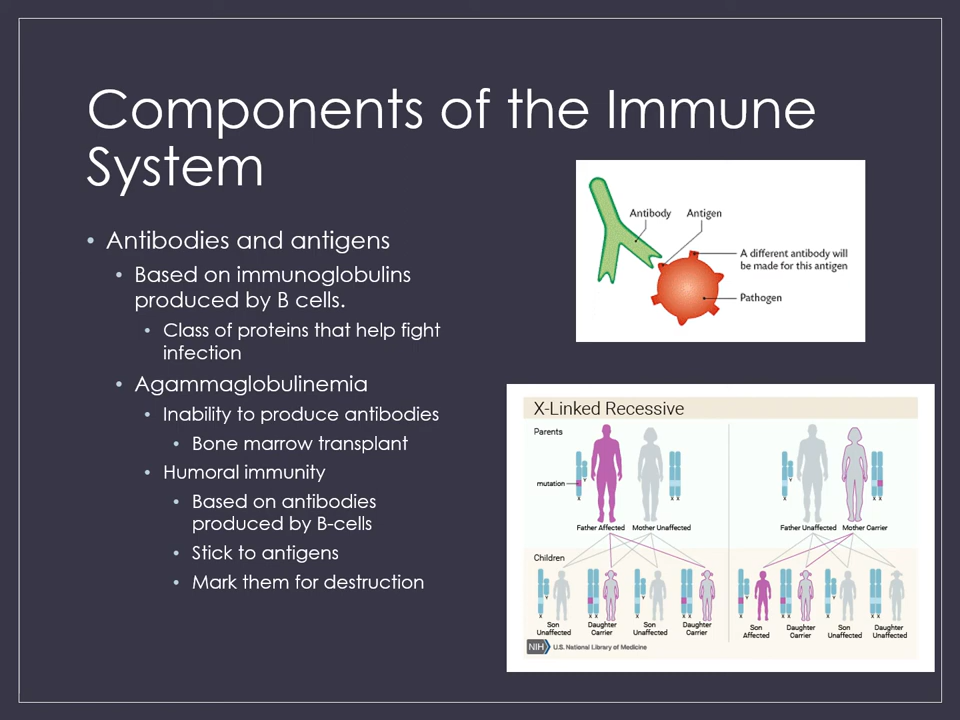 Components of the Immune
System
• Antibodies and antigens
• Based on immunoglobulins
produced by B cells.
• Class of proteins that help fight
infection
• Agammaglobulinemia
• Inability to produce antibodies
• Bone marrow transplant
• Humoral immunity
• Based on antibodies
produced by B-cells
• Stick to antigens
• Mark them for destruction
Antibody Antigen
A different antibody will
be made for this antigen
Pathogen
X-Linked Recessive
Parents
mutation
Y Y
X X X X X X
Father Affected Mother Unaffected Father Unaffected Mother Carrier
Children
Y Y Y Y
X X X X X X X X X X X X
Son Unaffected Daughter Carrier Son Unaffected Daughter Carrier Son Affected Daughter Carrier Son Unaffected Daughter Unaffected
NIH U.S. National Library of Medicine